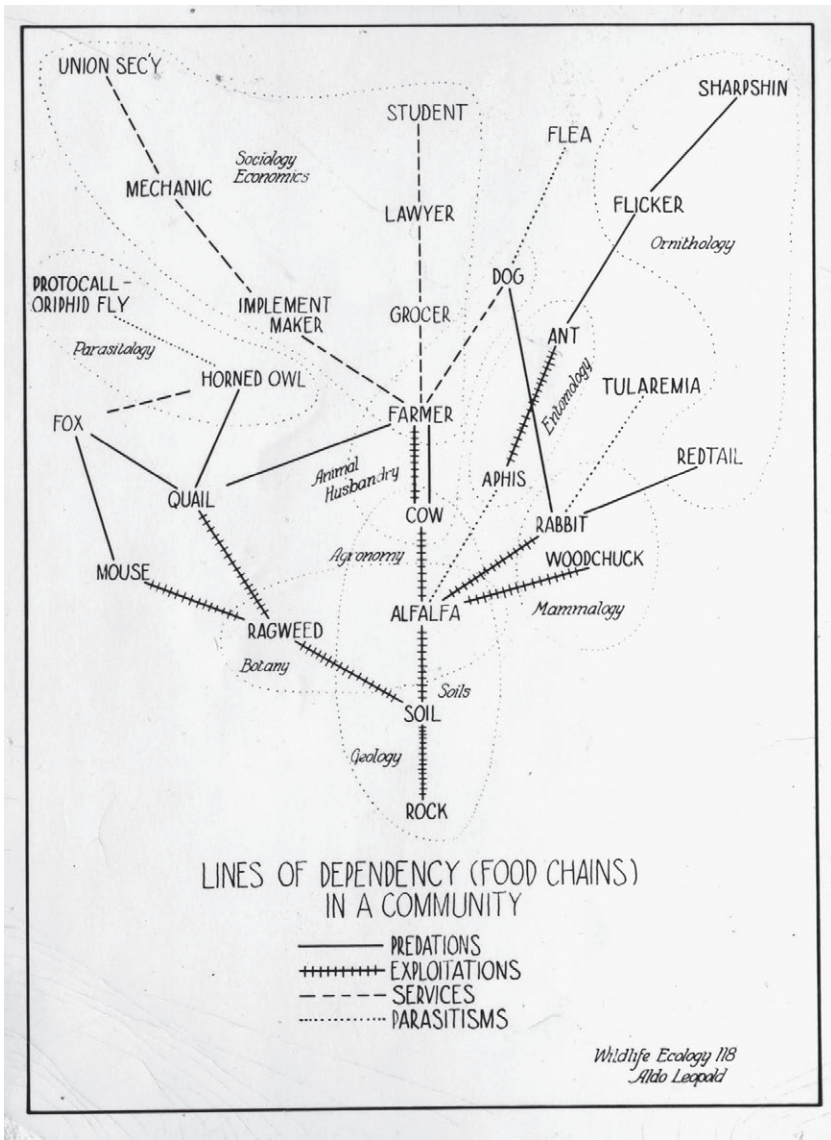 UNION SEC'Y
SHARPSHIN
STUDENT
FLEA
Sociology
Economics
MECHANIC
FLICKER
LAWYER
Ornithology
DOG
PROTOCALL-
ORIPHID FLY
IMPLEMENT
MAKER
GROCER
ANT
Parasitology
HORNED OWL
Entomology
TULAREMIA
FARMER
FOX
REDTAIL
Animal
Husbandry
APHIS
QUAIL
COW
RABBIT
Agronomy
WOODCHUCK
MOUSE
ALFALFA
Mammalogy
RAGWEED
Botany
Soils
SOIL
Geology
ROCK
LINES OF DEPENDENCY (FOOD CHAINS)
IN A COMMUNITY
PREDATIONS
EXPLOITATIONS
SERVICES
PARASITISMS
Wildlife Ecology 118
Aldo Leopold